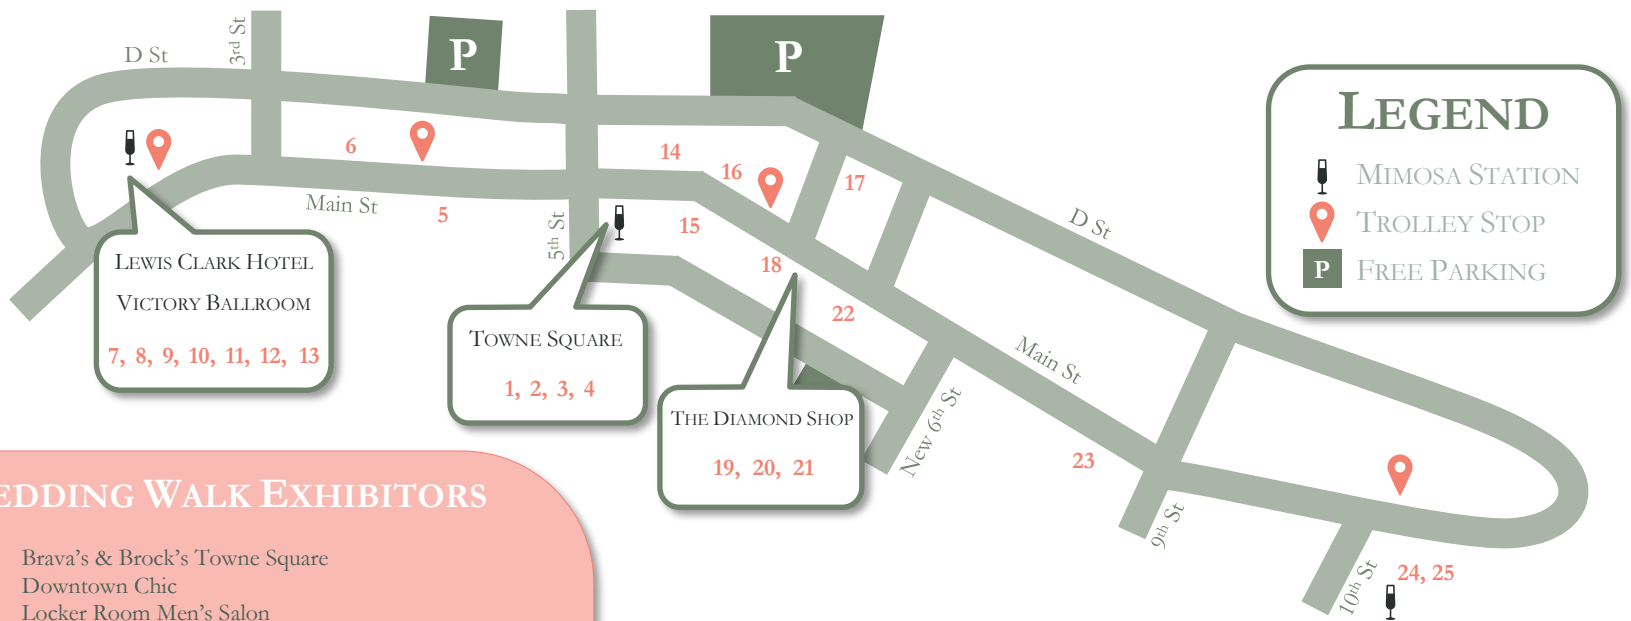 D St
3rd St
P
P
LEGEND
MIMOSA STATION
TROLLEY STOP
P FREE PARKING
6
14
16
17
Main St
5
5th St
15
18
22
D St
LEWIS CLARK HOTEL
VICTORY BALLROOM
7, 8, 9, 10, 11, 12, 13
TOWNE SQUARE
1, 2, 3, 4
THE DIAMOND SHOP
19, 20, 21
Main St
New 6th St
23
9th St
10th St
24, 25
EDDING WALK EXHIBITORS
Brava's & Brock's Towne Square
Downtown Chic
Locker Room Men's Salon